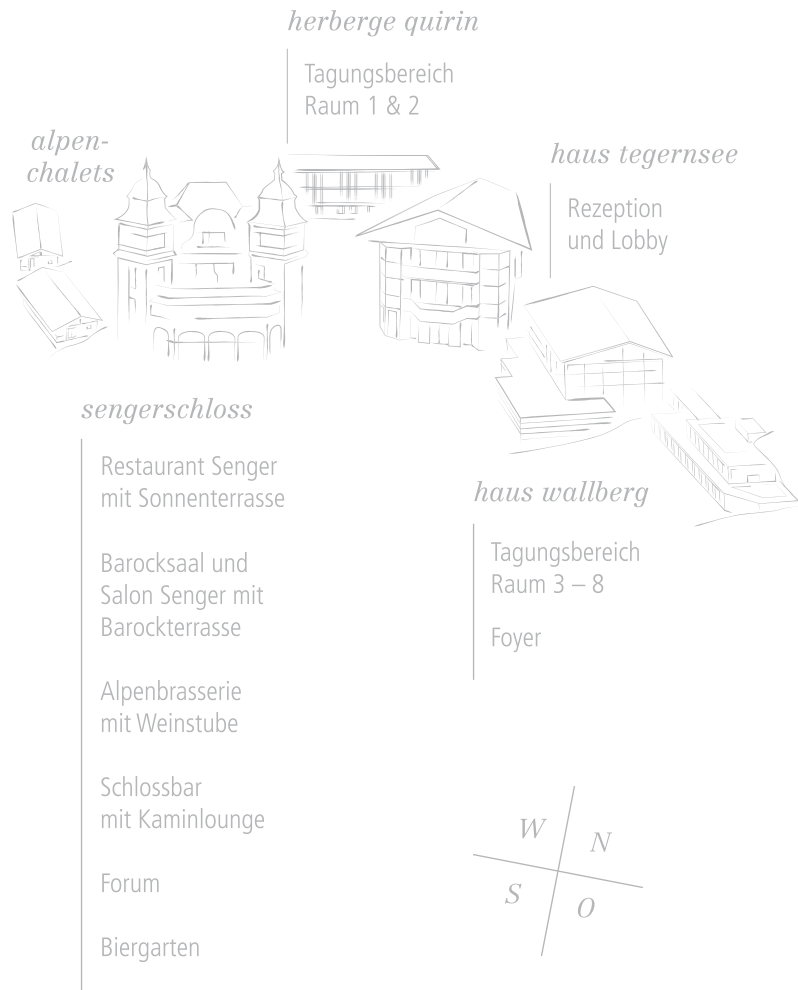 herberge quirin
Tagungsbereich
Raum 1 & 2
alpen-
chalets
haus tegernsee
Rezeption
und Lobby
sengerschloss
Restaurant Senger
mit Sonnenterrasse
Barocksaal und
Salon Senger mit
Barockterrasse
Alpenbrasserie
mit Weinstube
Schlossbar
mit Kaminlounge
Forum
Biergarten
haus wallberg
Tagungsbereich
Raum 3 – 8
Foyer
W
N
S
O